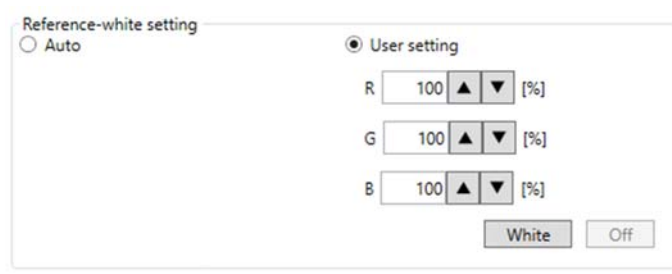 Reference-white setting
Auto
User setting
R 100 [%]
G 100 [%]
B 100 [%]
White Off